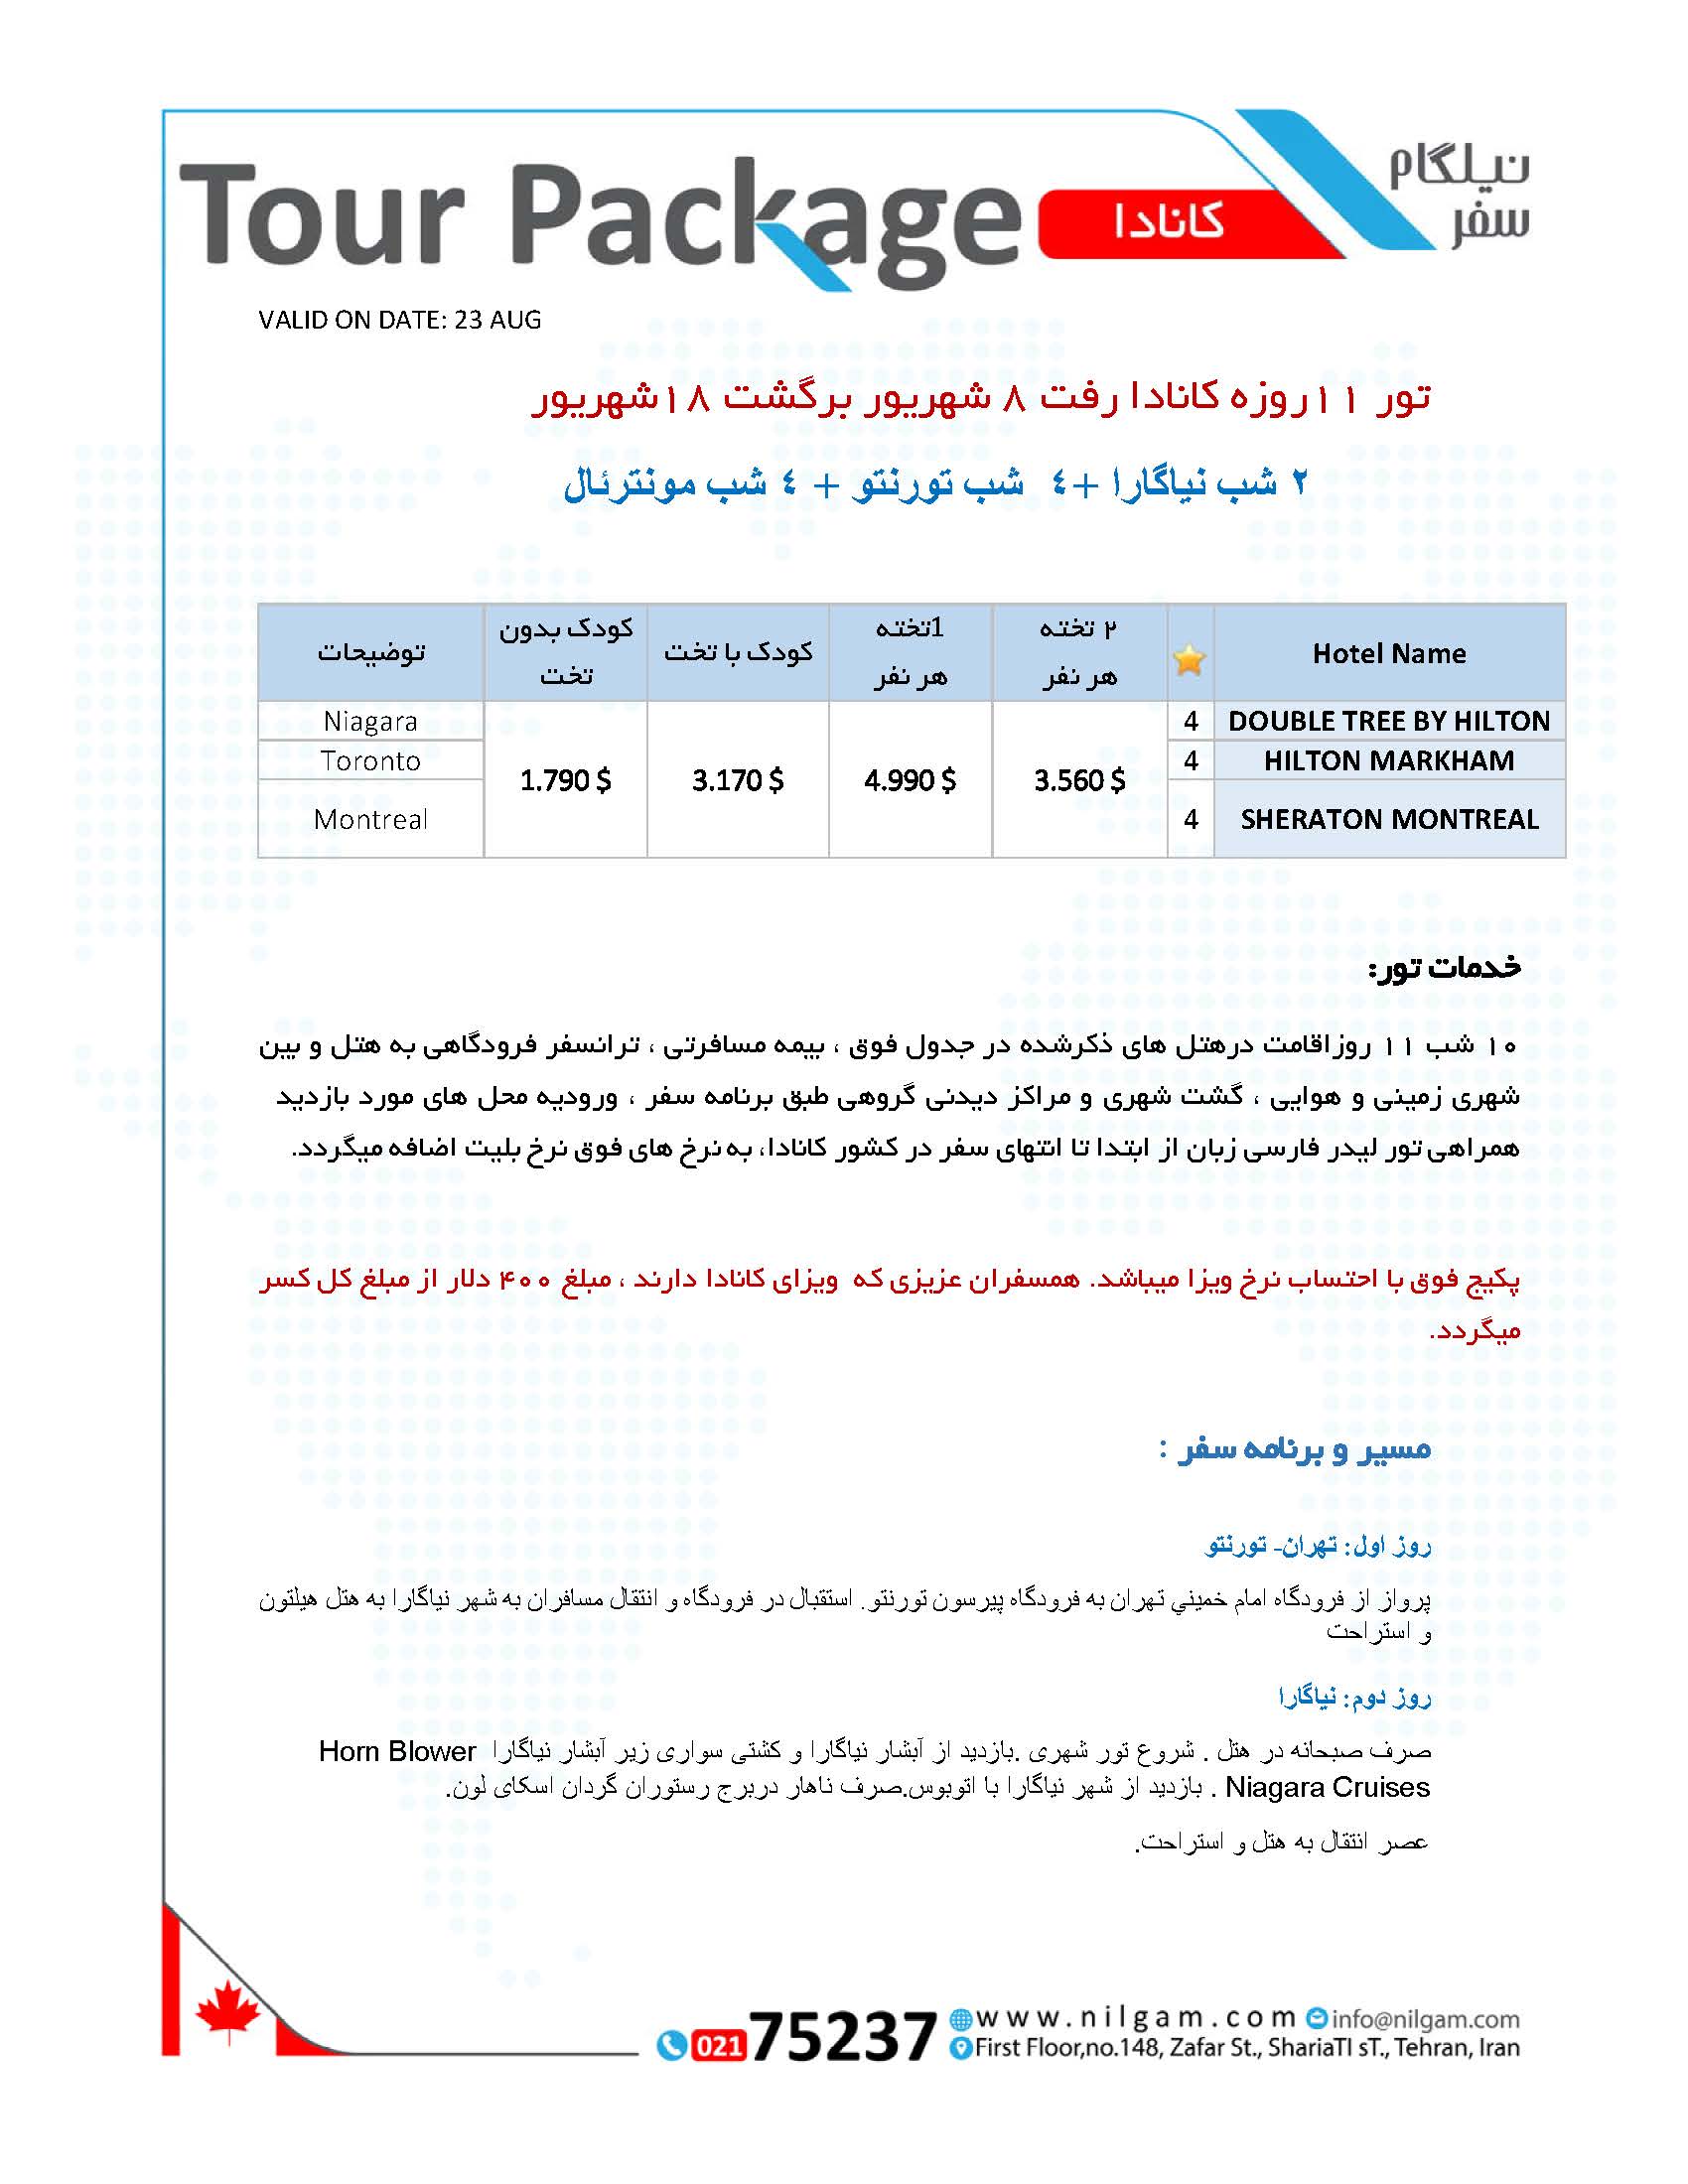 نیلگام
سفر
Tour Package
کانادا
VALID ON DATE: 23 AUG
تور ۱۱روزه کانادا رفت ۸ شهریور برگشت ۱۸شهریور
۲ شب نیاگارا +٤ شب تورنتو + ٤ شب مونترئال
Hotel Name
۲ تخته
هر نفر
1تخته
هر نفر
کودک با تخت
کودک بدون
تخت
توضیحات
DOUBLE TREE BY HILTON 4 Niagara
HILTON MARKHAM 4 Toronto
SHERATON MONTREAL 4 Montreal
3.560 $ 4.990 $ 3.170 $ 1.790 $
خدمات تور:
۱۰ شب ۱۱ روزاقامت درهتل های ذکرشده در جدول فوق ، بیمه مسافرتی ، ترانسفر فرودگاهی به هتل و بین
شهری زمینی و هوایی ، گشت شهری و مراکز دیدنی گروهی طبق برنامه سفر ، ورودیه محل های مورد بازدید
همراهی تور لیدر فارسی زبان از ابتدا تا انتهای سفر در کشور کانادا، به نرخ های فوق نرخ بلیت اضافه میگردد.
پکیج فوق با احتساب نرخ ویزا میباشد. همسفران عزیزی که ویزای کانادا دارند ، مبلغ ۴۰۰ دلار از مبلغ کل کسر
میگردد.
مسیر و برنامه سفر :
روز اول: تهران- تورنتو
پرواز از فرودگاه امام خمیني تهران به فرودگاه پیرسون تورنتو. استقبال در فرودگاه و انتقال مسافران به شهر نیاگارا به هتل هیلتون
و استراحت
روز دوم: نیاگارا
صرف صبحانه در هتل . شروع تور شهری .بازدید از آبشار نیاگارا و کشتی سواری زیر آبشار نیاگارا Horn Blower
Niagara Cruises . بازدید از شهر نیاگارا با اتوبوس.صرف ناهار دربرج رستوران گردان اسکای لون.
عصر انتقال به هتل و استراحت.
021 75237
www.nilgam.com info@nilgam.com
First Floor,no.148, Zafar St., ShariaTI sT., Tehran, Iran